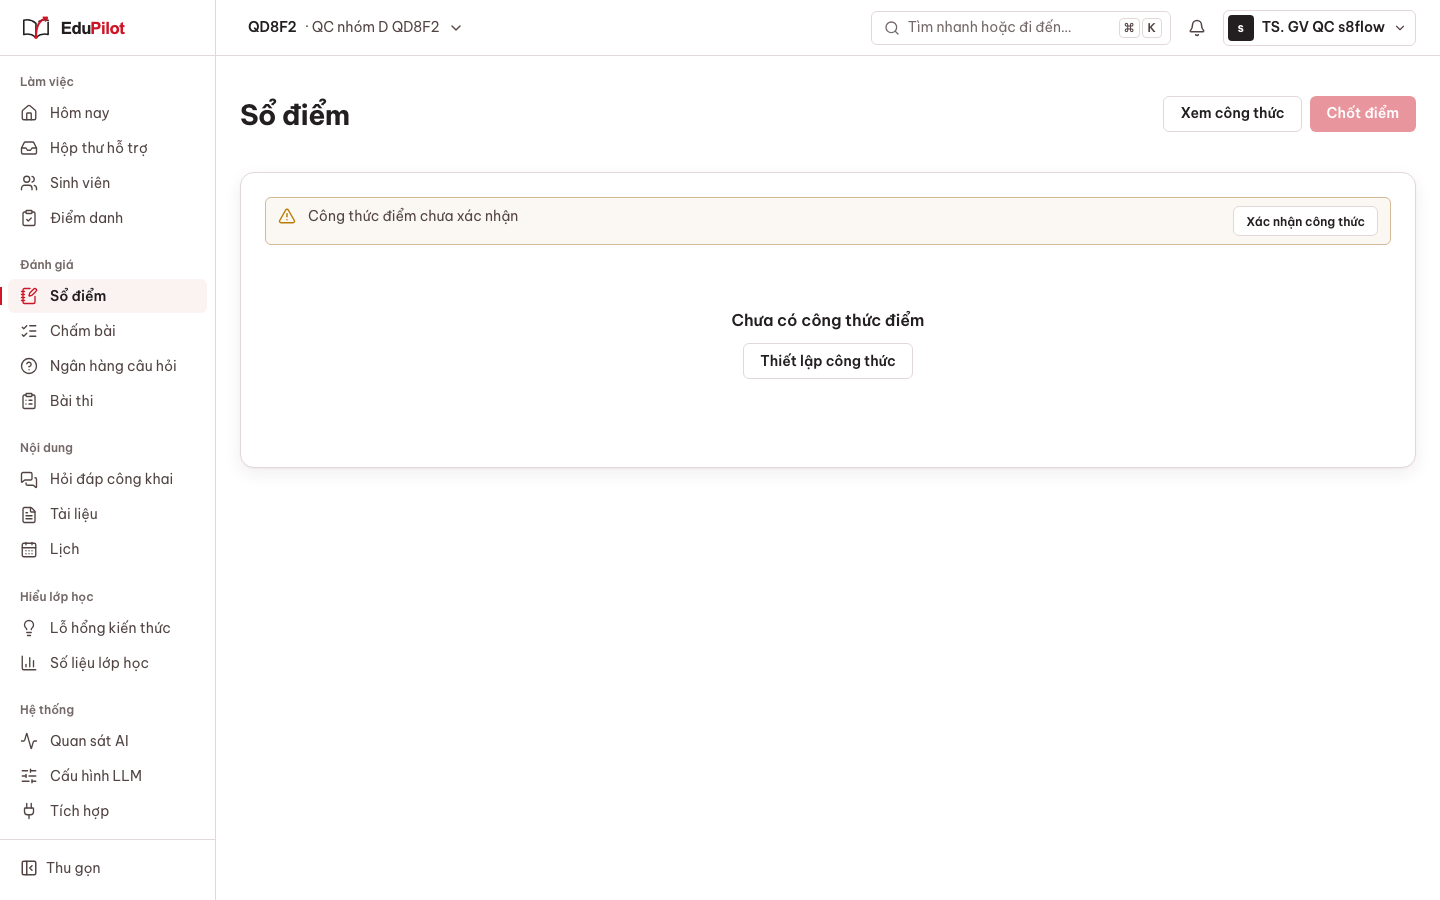 EduPilot
QD8F2 · QC nhóm D QD8F2
Tìm nhanh hoặc đi đến...
⌘ K
s
TS. GV QC s8flow
Làm việc
Hôm nay
Hộp thư hỗ trợ
Sinh viên
Điểm danh
Đánh giá
Sổ điểm
Chấm bài
Ngân hàng câu hỏi
Bài thi
Nội dung
Hỏi đáp công khai
Tài liệu
Lịch
Hiểu lớp học
Lỗ hổng kiến thức
Số liệu lớp học
Hệ thống
Quan sát AI
Cấu hình LLM
Tích hợp
Thu gọn
Sổ điểm
Xem công thức
Chốt điểm
Công thức điểm chưa xác nhận
Xác nhận công thức
Chưa có công thức điểm
Thiết lập công thức